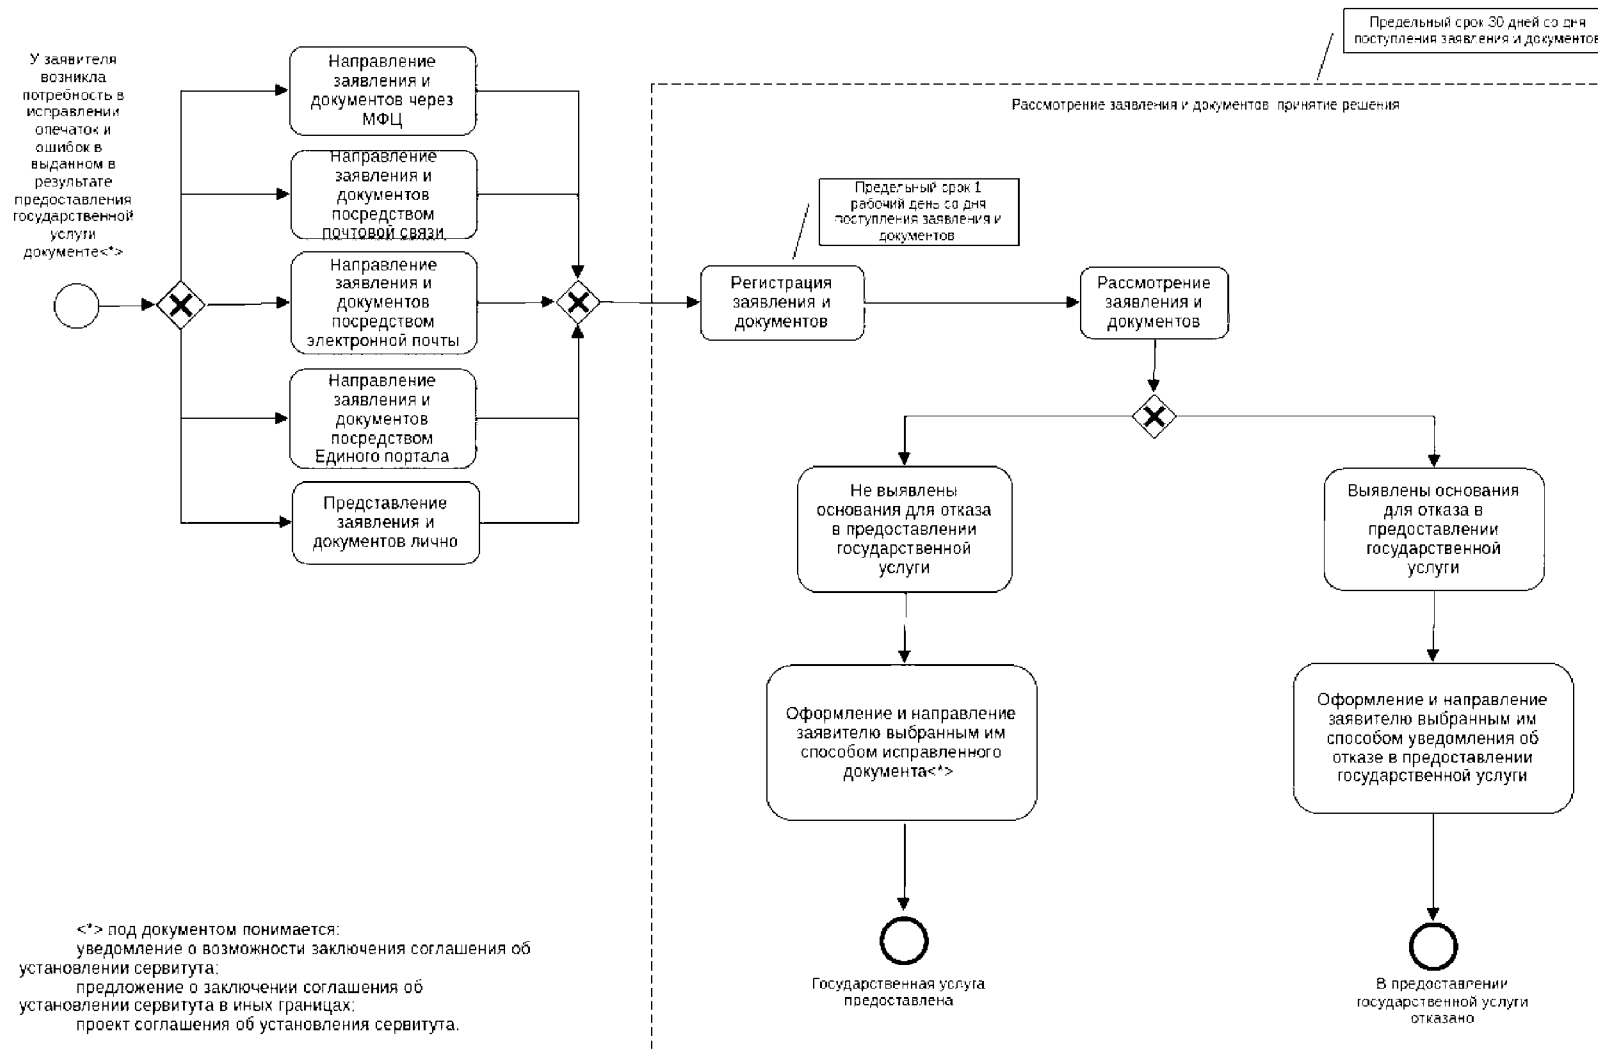 Предельный срок 30 дней со дня
поступления заявления и документов
Рассмотрение заявления и документов принятие решения
У заявителя
возникла
потребность в
исправлении
опечаток и
ошибок в
выданном в
результате
предоставления
государственной
услуги
документе<*>
Направление
заявления и
документов через
МФЦ
Направление
заявления и
документов
посредством
почтовой связи
Направление
заявления и
документов
посредством
электронной почты
Направление
заявления и
документов
посредством
Единого портала
Представление
заявления и
документов лично
Предельный срок 1
рабочий день со дня
поступления заявления и
документов
Регистрация
заявления и
документов
Рассмотрение
заявления и
документов
Не выявлены
основания для отказа
в предоставлении
государственной
услуги
Выявлены основания
для отказа в
предоставлении
государственной
услуги
Оформление и направление
заявителю выбранным им
способом исправленного
документа<*>
Оформление и направление
заявителю выбранным им
способом уведомления об
отказе в предоставлении
государственной услуги
Государственная услуга
предоставлена
В предоставлении
государственной услуги
отказано
<*> под документом понимается:
уведомление о возможности заключения соглашения об
установлении сервитута;
предложение о заключении соглашения об
установлении сервитута в иных границах;
проект соглашения об установления сервитута.